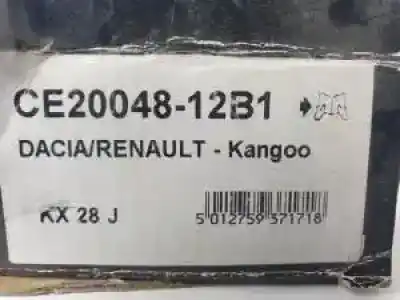 CE20048-12B1
DACIA/RENAULT - Kangoo
KX 28 J
5 012759 371718